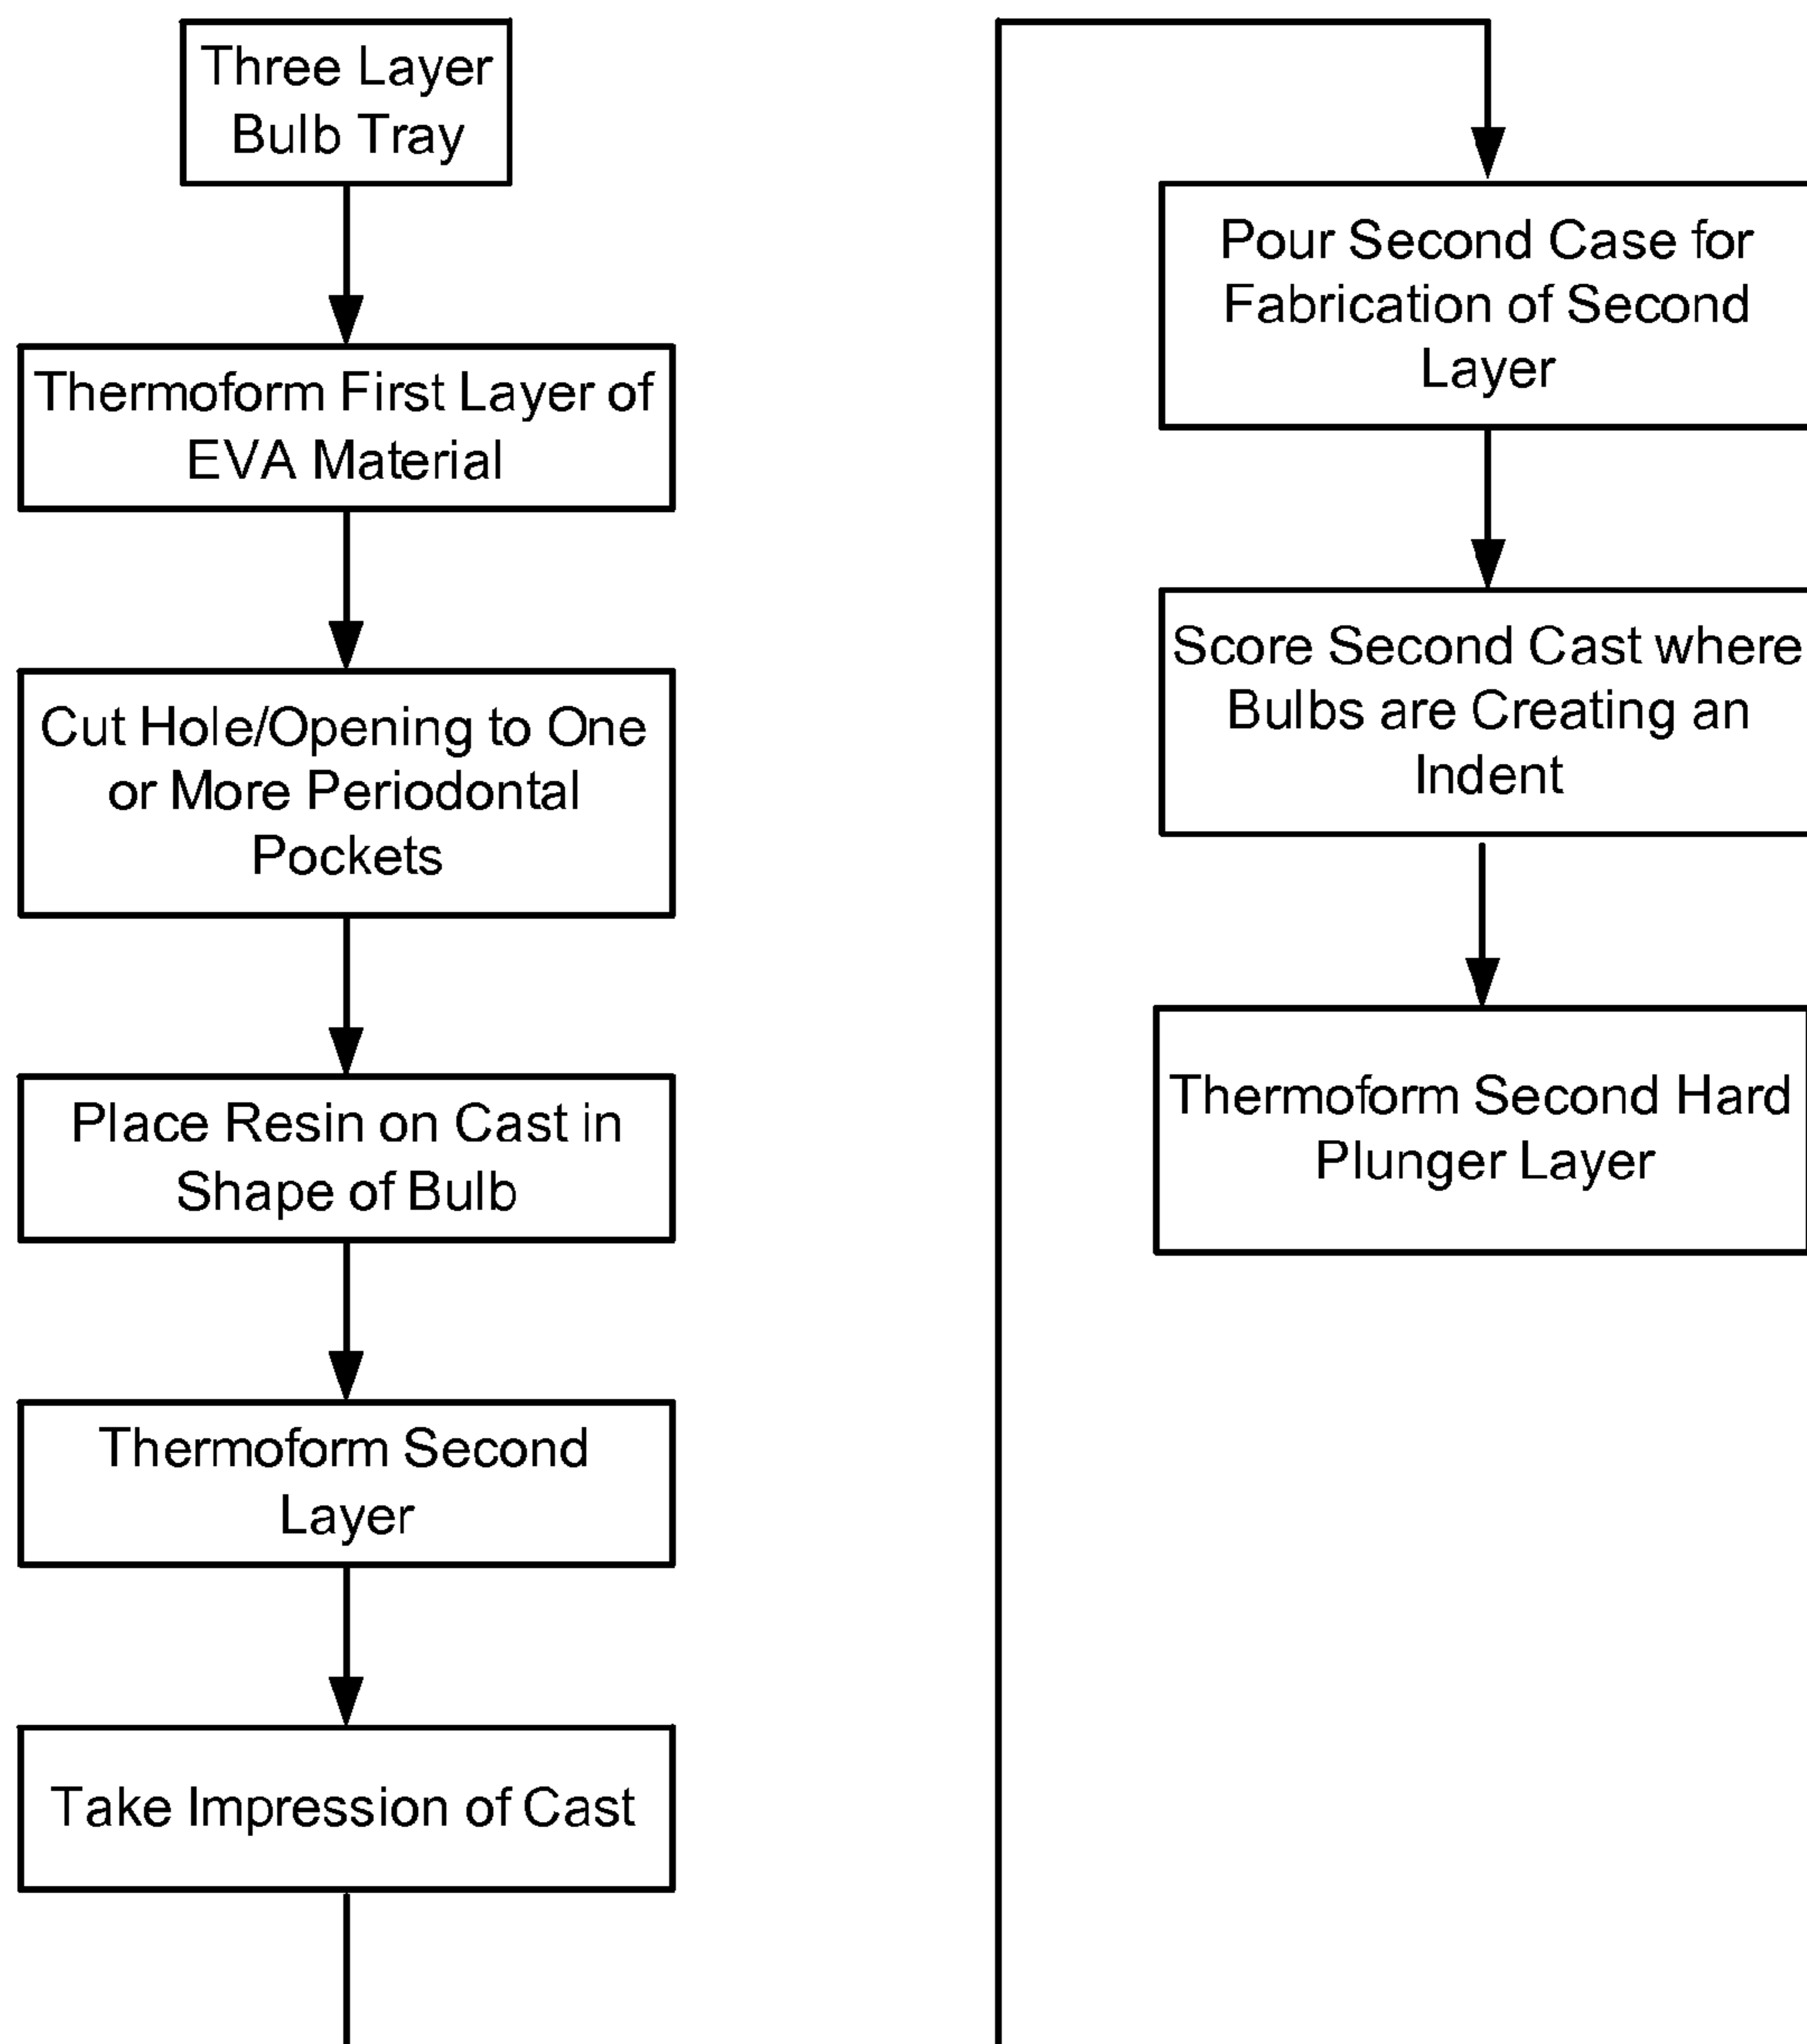 Three Layer
Bulb Tray
Thermoform First Layer of
EVA Material
Cut Hole/Opening to One
or More Periodontal
Pockets
Place Resin on Cast in
Shape of Bulb
Thermoform Second
Layer
Take Impression of Cast
Pour Second Case for
Fabrication of Second
Layer
Score Second Cast where
Bulbs are Creating an
Indent
Thermoform Second Hard
Plunger Layer